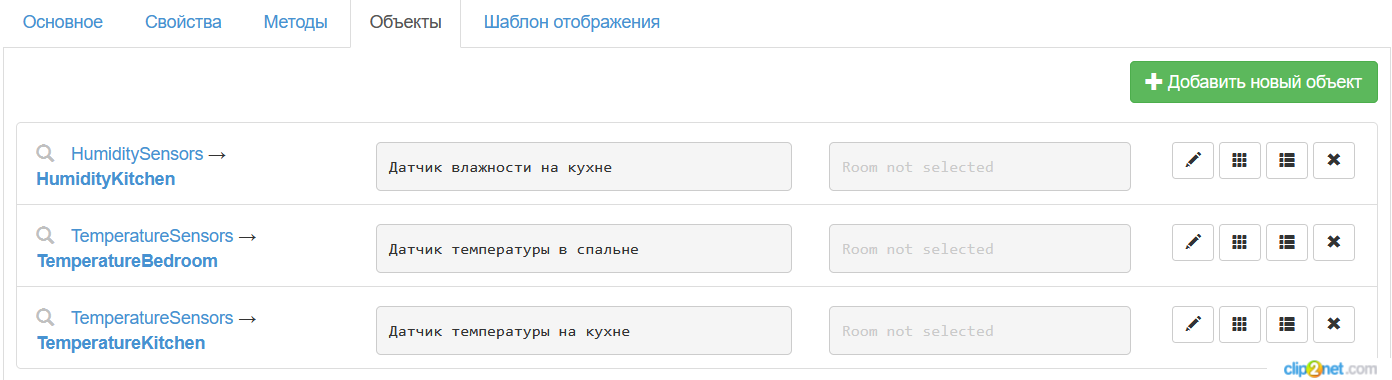 Основное Свойства Методы Объекты Шаблон отображения
Добавить новый объект
HumiditySensors → Датчик влажности на кухне Room not selected
HumidityKitchen
TemperatureSensors → Датчик температуры в спальне Room not selected
TemperatureBedroom
TemperatureSensors → Датчик температуры на кухне Room not selected
TemperatureKitchen
clip2net.com